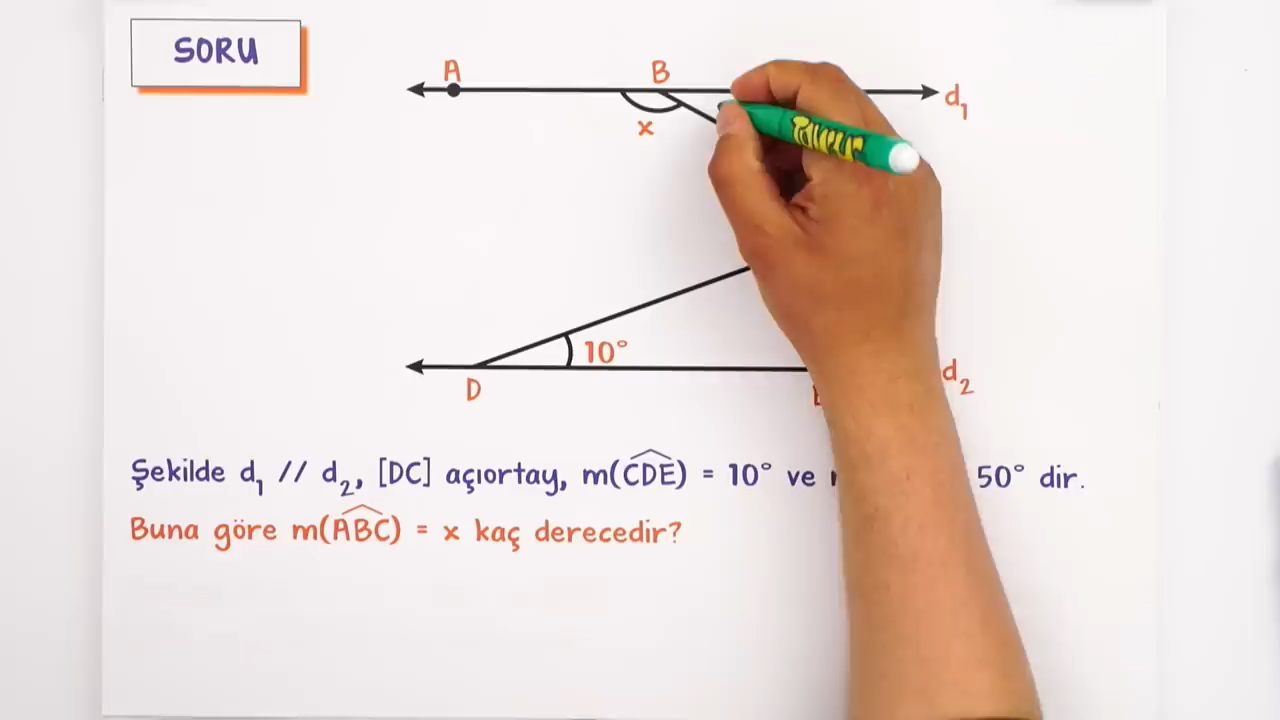 SORU
A
B
d1
x
10°
D
d2
Şekilde d1 // d2, [DC] açıortay, m(CDE) = 10° ve 50° dir.
Buna göre m(ABC) = x kaç derecedir?